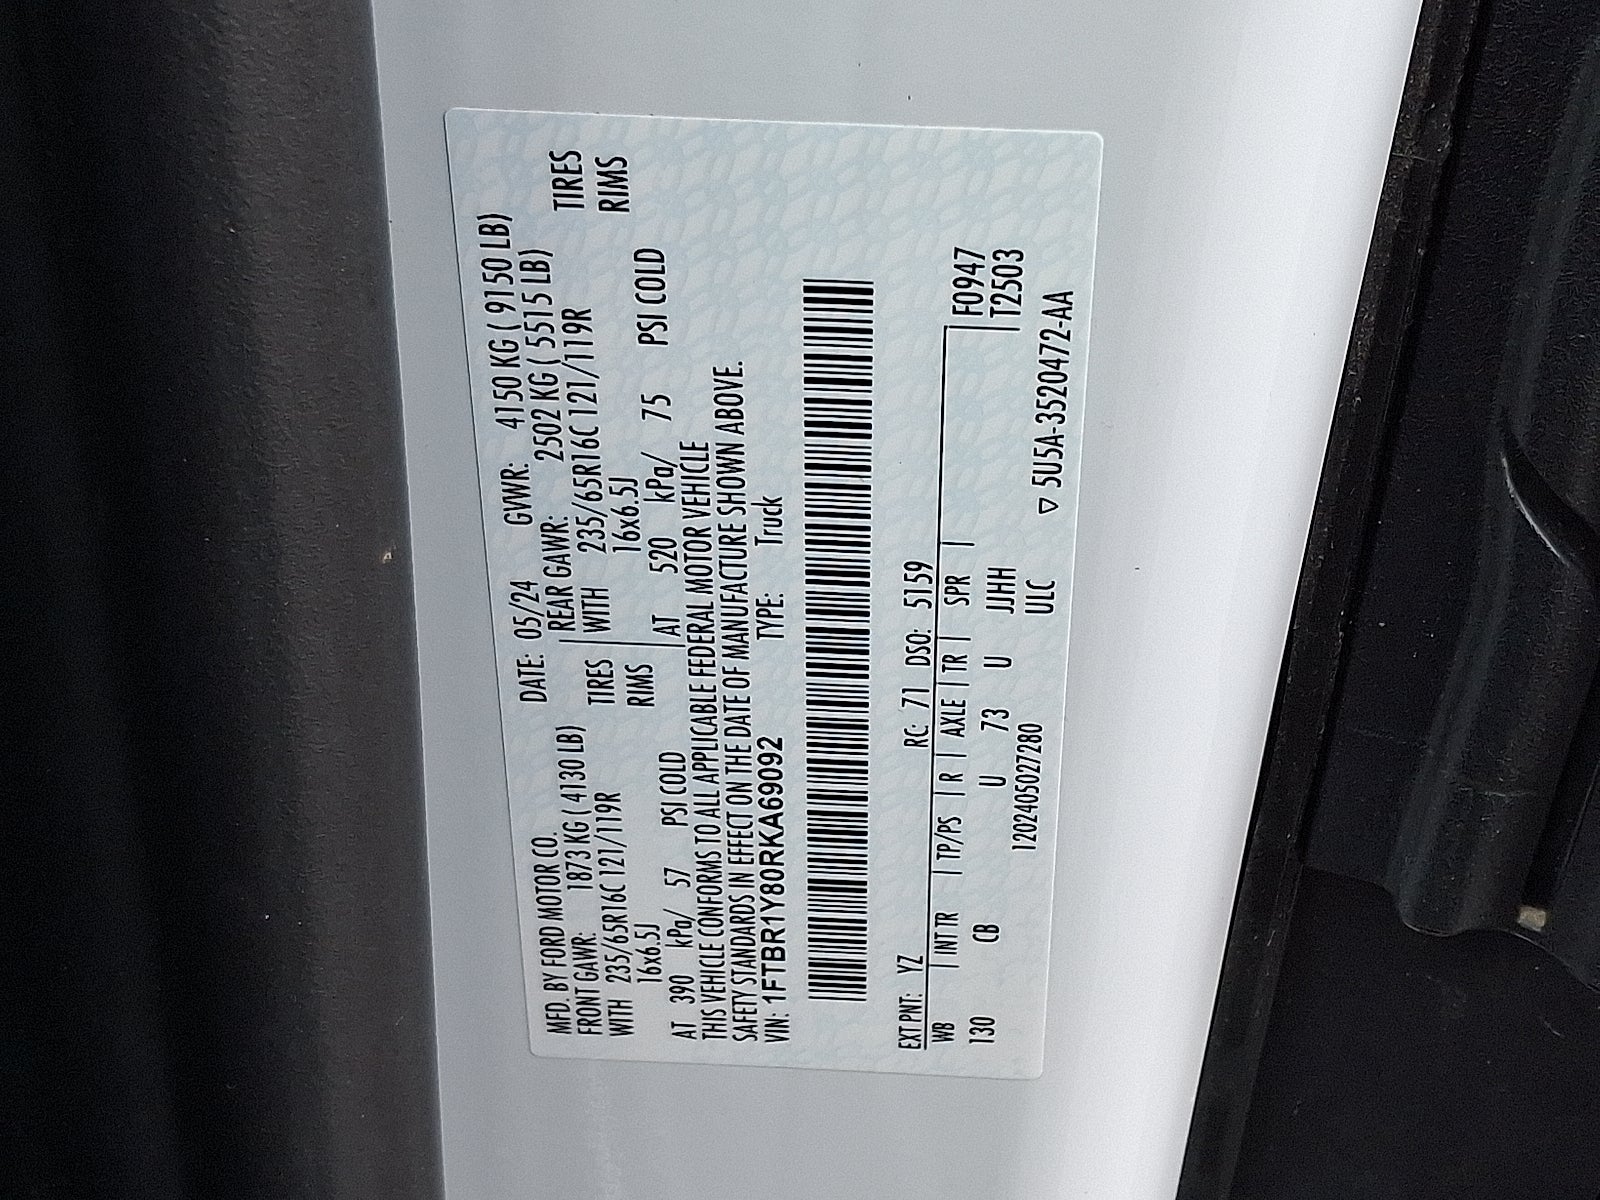 MFD. BY FORD MOTOR CO. DATE: 05/24 GVWR: 4150 KG ( 9150 LB)
FRONT GAWR: 1873 KG ( 4130 LB) REAR GAWR: 2502 KG ( 5515 LB)
WITH 235/65R16C 121/119R TIRES WITH 235/65R16C 121/119R TIRES
16x6.5J RIMS 16x6.5J RIMS
AT 390 kPa/ 57 PSI COLD AT 520 kPa/ 75 PSI COLD
THIS VEHICLE CONFORMS TO ALL APPLICABLE FEDERAL MOTOR VEHICLE
SAFETY STANDARDS IN EFFECT ON THE DATE OF MANUFACTURE SHOWN ABOVE.
VIN: 1FTBR1Y80RKA69092 TYPE: Truck
EXT PNT: YZ RC: 71 DSO: 5159
WB | INT TR | TP/PS | R | AXLE | TR | SPR | F0947
130 CB U 73 U JJHH T2503
1202405027280 ULC ▽ 5U5A-3520472-AA